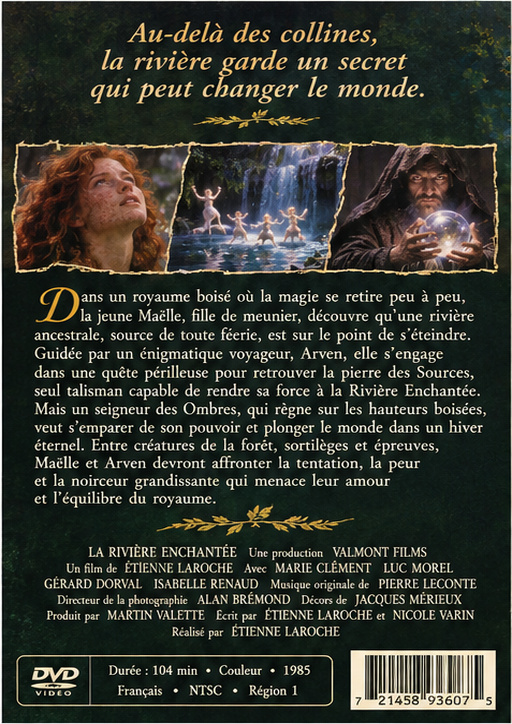 Au-delà des collines,
la rivière garde un secret
qui peut changer le monde.
Dans un royaume boisé où la magie se retire peu à peu,
la jeune Maëlle, fille de meunier, découvre qu'une rivière
ancestrale, source de toute féerie, est sur le point de s'éteindre.
Guidée par un énigmatique voyageur, Arven, elle s'engage
dans une quête périlleuse pour retrouver la pierre des Sources,
seul talisman capable de rendre sa force à la Rivière Enchantée.
Mais un seigneur des Ombres, qui règne sur les hauteurs boisées,
veut s'emparer de son pouvoir et plonger le monde dans un hiver
éternel. Entre créatures de la forêt, sortilèges et épreuves,
Maëlle et Arven devront affronter la tentation, la peur
et la noirceur grandissante qui menace leur amour
et l'équilibre du royaume.
LA RIVIÈRE ENCHANTÉE Une production VALMONT FILMS
Un film de ÉTIENNE LAROCHE Avec MARIE CLÉMENT LUC MOREL
GÉRARD DORVAL ISABELLE RENAUD Musique originale de PIERRE LECONTE
Directeur de la photographie ALAN BRÉMOND Décors de JACQUES MÉRIEUX
Produit par MARTIN VALETTE Écrit par ÉTIENNE LAROCHE et NICOLE VARIN
Réalisé par ÉTIENNE LAROCHE
DVD
VIDEO
Durée : 104 min • Couleur • 1985
Français • NTSC • Région 1
7 21458 93607 5